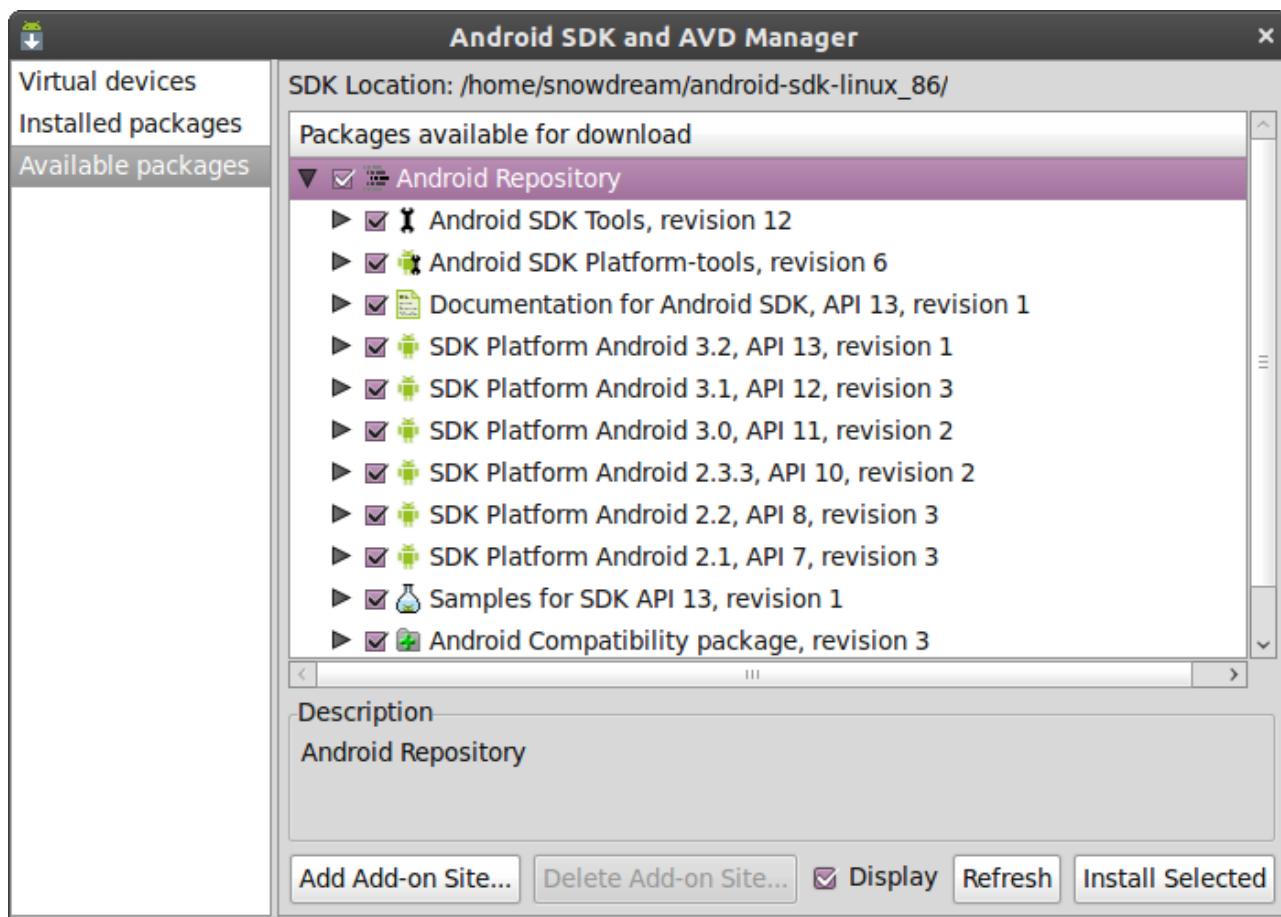 Android SDK and AVD Manager
Virtual devices
Installed packages
Available packages
SDK Location: /home/snowdream/android-sdk-linux_86/
Packages available for download
Android Repository
Android SDK Tools, revision 12
Android SDK Platform-tools, revision 6
Documentation for Android SDK, API 13, revision 1
SDK Platform Android 3.2, API 13, revision 1
SDK Platform Android 3.1, API 12, revision 3
SDK Platform Android 3.0, API 11, revision 2
SDK Platform Android 2.3.3, API 10, revision 2
SDK Platform Android 2.2, API 8, revision 3
SDK Platform Android 2.1, API 7, revision 3
Samples for SDK API 13, revision 1
Android Compatibility package, revision 3
Description
Android Repository
Add Add-on Site... Delete Add-on Site... Display Refresh Install Selected